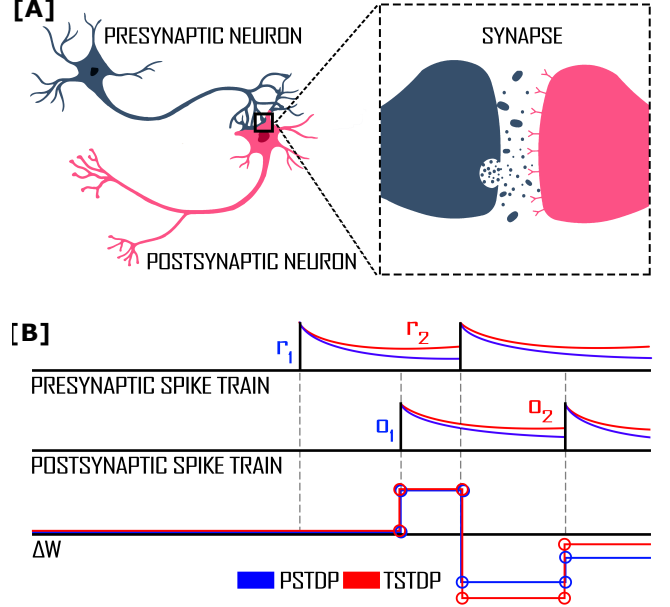 [A]
PRESYNAPTIC NEURON
SYNAPSE
POSTSYNAPTIC NEURON
[B]
r1 r2
PRESYNAPTIC SPIKE TRAIN
o1 o2
POSTSYNAPTIC SPIKE TRAIN
ΔW
PSTDP TSTDP